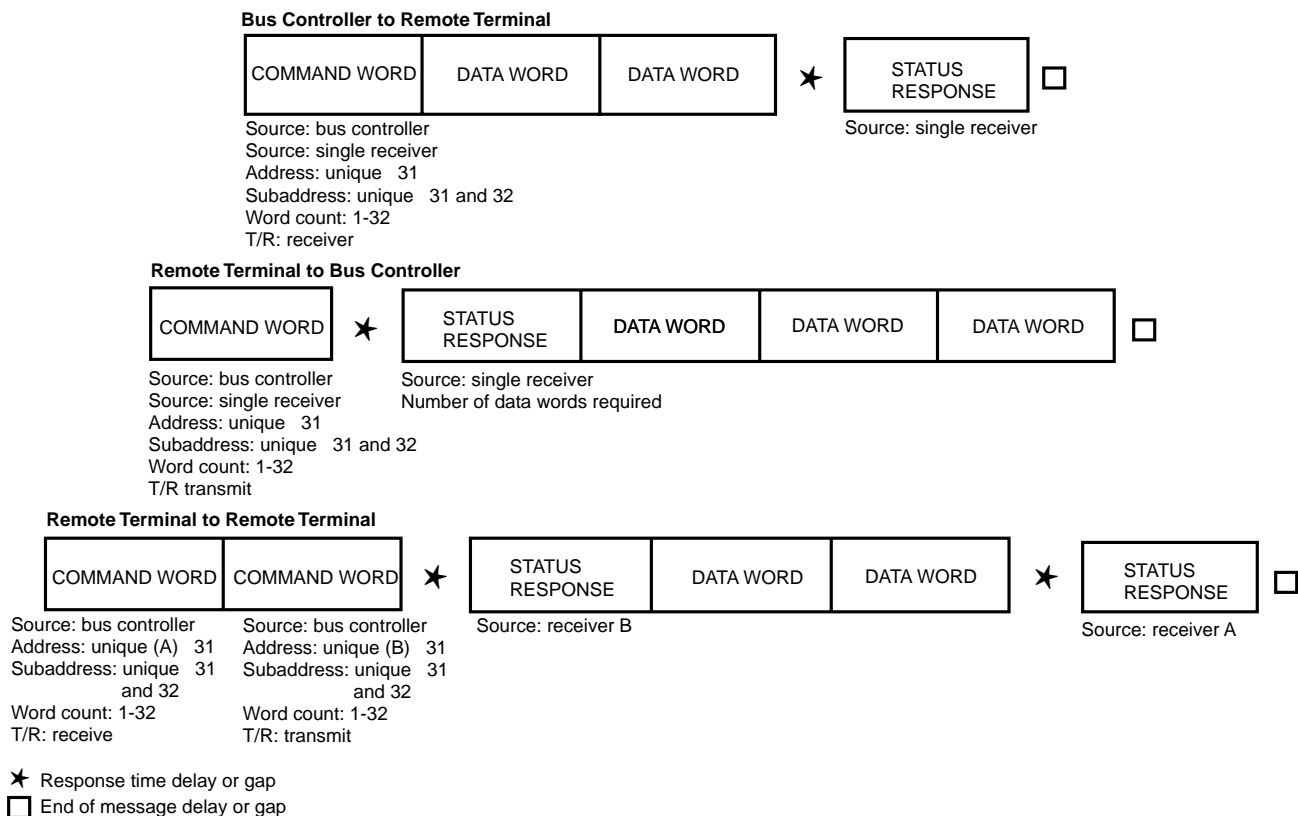 Bus Controller to Remote Terminal
COMMAND WORD
DATA WORD
DATA WORD
STATUS
RESPONSE
Source: bus controller
Source: single receiver
Address: unique 31
Subaddress: unique 31 and 32
Word count: 1-32
T/R: receiver
Source: single receiver
Remote Terminal to Bus Controller
COMMAND WORD
STATUS
RESPONSE
DATA WORD
DATA WORD
DATA WORD
Source: bus controller
Source: single receiver
Address: unique 31
Subaddress: unique 31 and 32
Word count: 1-32
T/R transmit
Source: single receiver
Number of data words required
Remote Terminal to Remote Terminal
COMMAND WORD
COMMAND WORD
STATUS
RESPONSE
DATA WORD
DATA WORD
STATUS
RESPONSE
Source: bus controller
Address: unique (A) 31
Subaddress: unique 31
and 32
Word count: 1-32
T/R: receive
Source: bus controller
Address: unique (B) 31
Subaddress: unique 31
and 32
Word count: 1-32
T/R: transmit
Source: receiver B
Source: receiver A
Response time delay or gap
End of message delay or gap